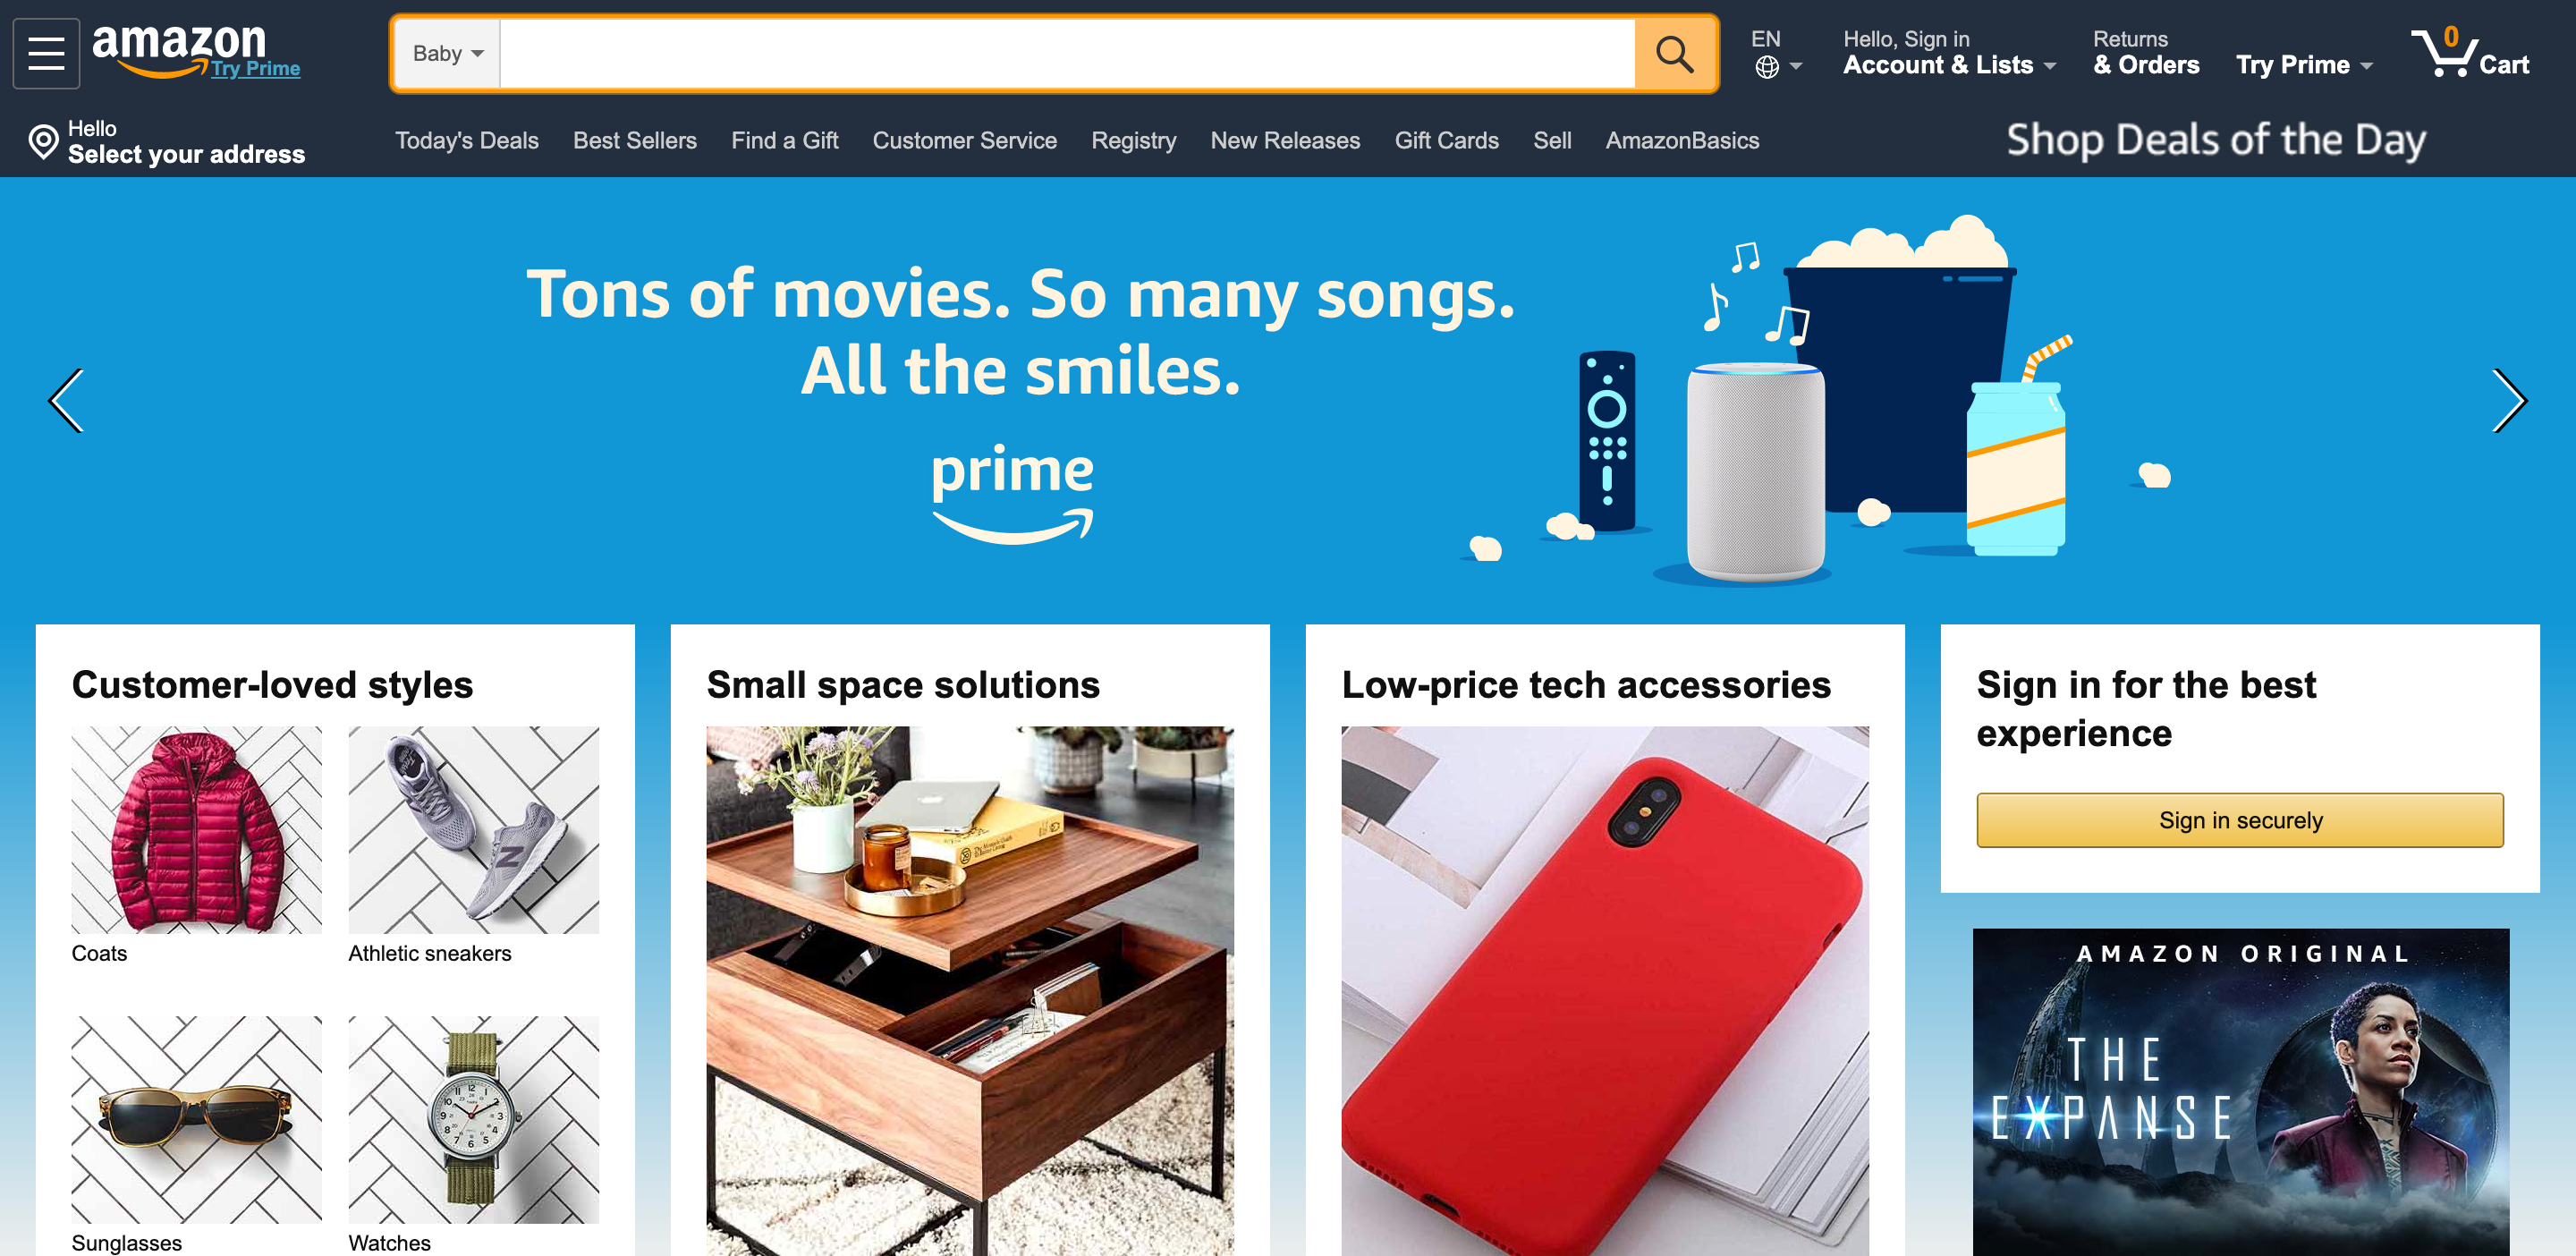 amazon
Try Prime
Baby
EN
Hello, Sign in
Account & Lists
Returns
& Orders
Try Prime
0
Cart
Hello
Select your address
Today's Deals
Best Sellers
Find a Gift
Customer Service
Registry
New Releases
Gift Cards
Sell
AmazonBasics
Shop Deals of the Day
Tons of movies. So many songs.
All the smiles.
prime
Customer-loved styles
Coats
Athletic sneakers
Sunglasses
Watches
Small space solutions
Low-price tech accessories
Sign in for the best
experience
Sign in securely
AMAZON ORIGINAL
THE
EXPANSE